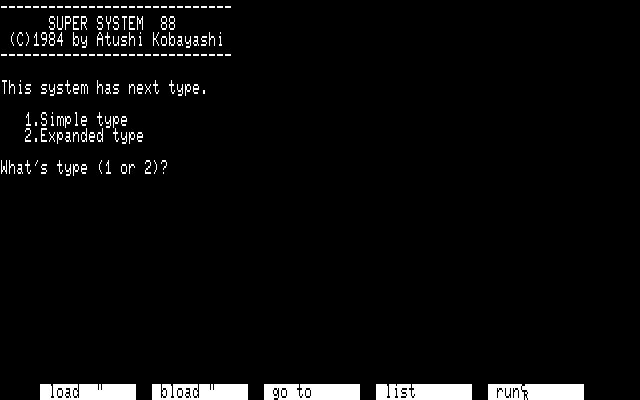 -----------------------------
SUPER SYSTEM 88
(C)1984 by Atushi Kobayashi
-----------------------------
This system has next type.
1.Simple type
2.Expanded type
What's type (1 or 2)?
load " bload " go to list run␍